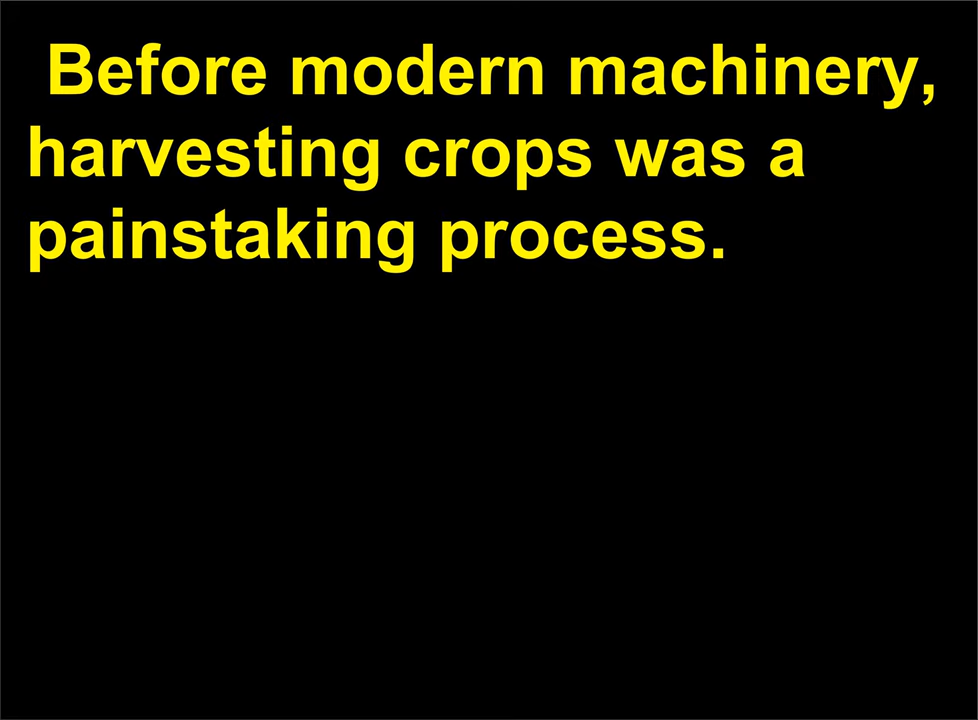 Before modern machinery,
harvesting crops was a
painstaking process.